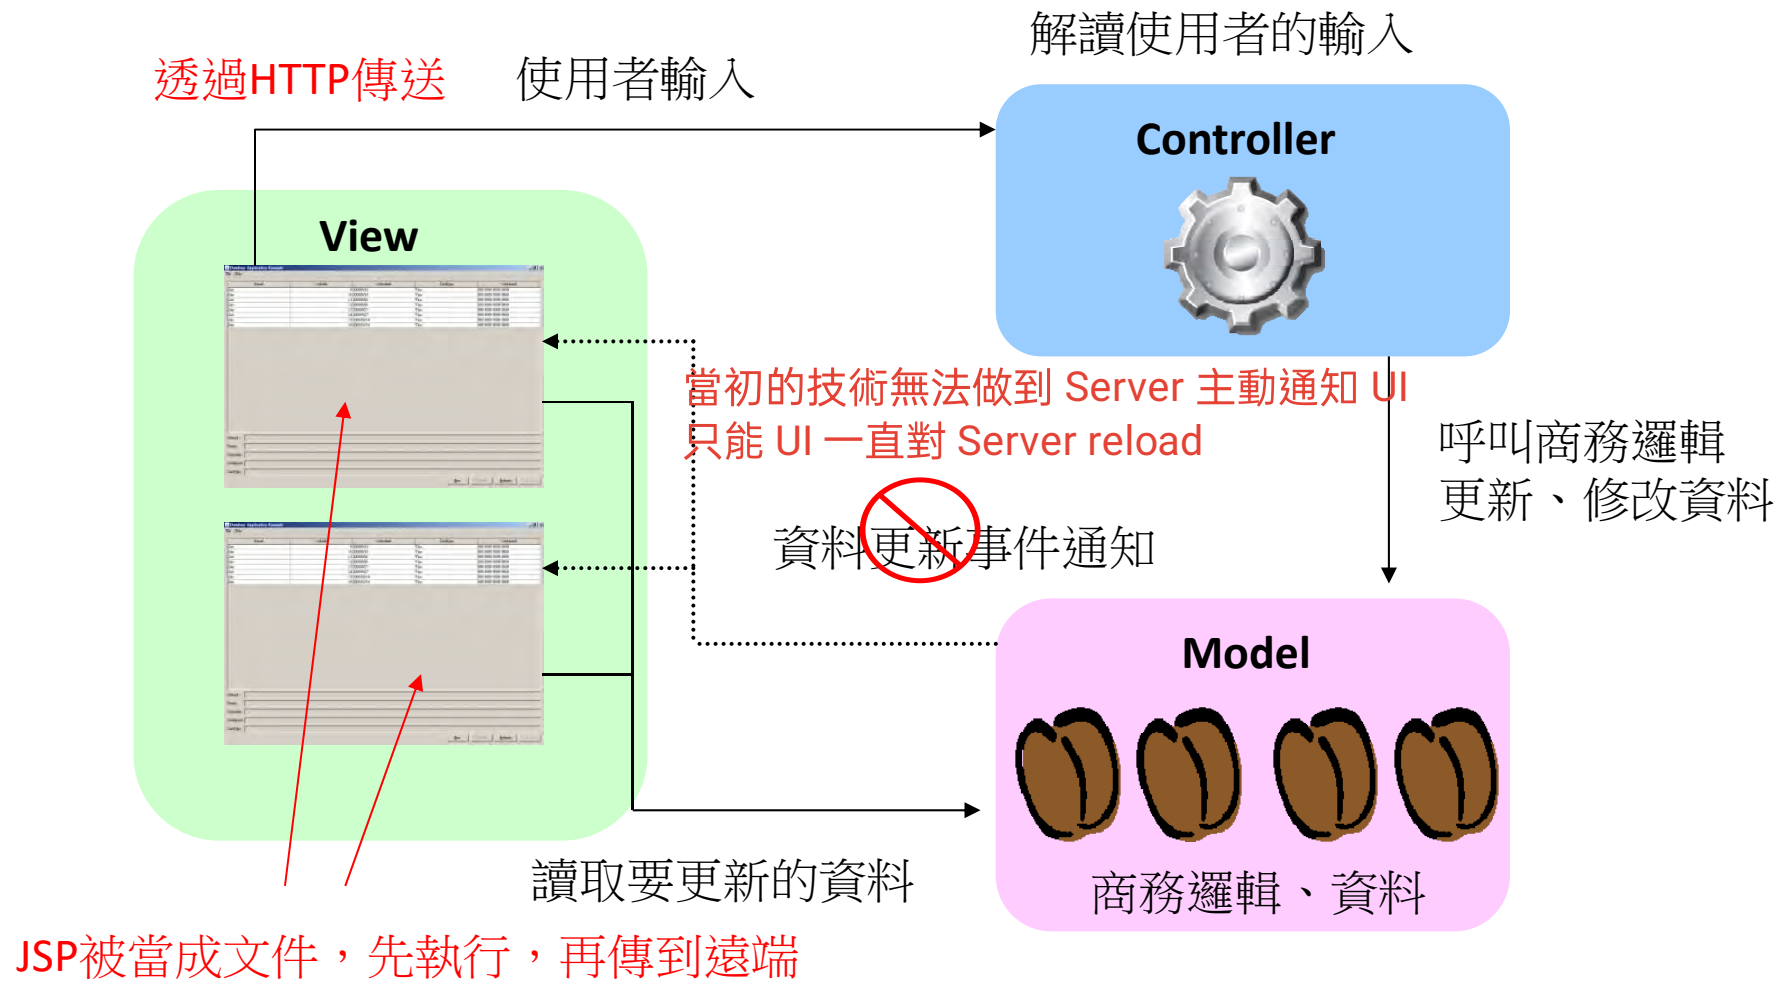 解讀使用者的輸入
透過HTTP傳送
使用者輸入
Controller
View
當初的技術無法做到 Server 主動通知 UI
只能 UI 一直對 Server reload
呼叫商務邏輯
更新、修改資料
資料更新事件通知
Model
讀取要更新的資料
商務邏輯、資料
JSP被當成文件，先執行，再傳到遠端